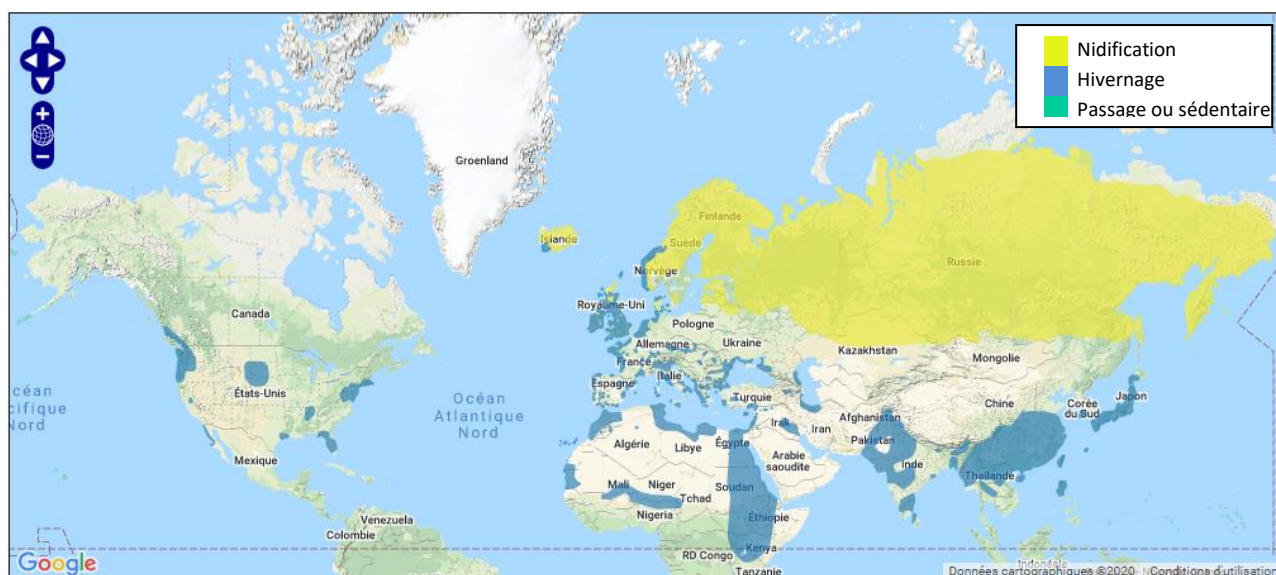 Nidification
Hivernage
Passage ou sédentaire
+
−
Groenland
Finlande
Islande
Suède
Russie
Norvège
Royaume-Uni
Canada
Pologne
Allemagne
Ukraine
Kazakhstan
Mongolie
France
États-Unis
Italie
Espagne
Turquie
Chine
Corée
du Sud
Japon
Océan
Atlantique
Nord
céan
cifique
Nord
Afghanistan
Irak
Iran
Pakistan
Algérie
Libye
Égypte
Arabie
saoudite
Inde
Mexique
Mali
Niger
Tchad
Soudan
Thaïlande
Nigeria
Éthiopie
Venezuela
Colombie
RD Congo
Kenya
Tanzanie
Google
Données cartographiques ©2020
Conditions d'utilisation